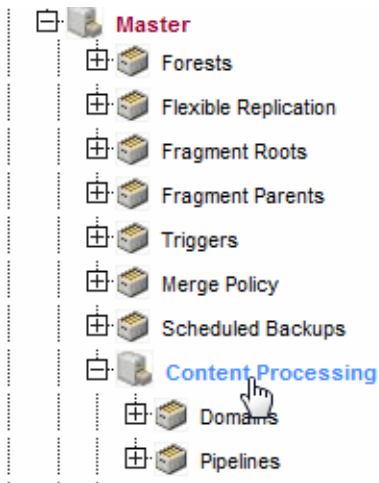 Master
Forests
Flexible Replication
Fragment Roots
Fragment Parents
Triggers
Merge Policy
Scheduled Backups
Content Processing
Domains
Pipelines